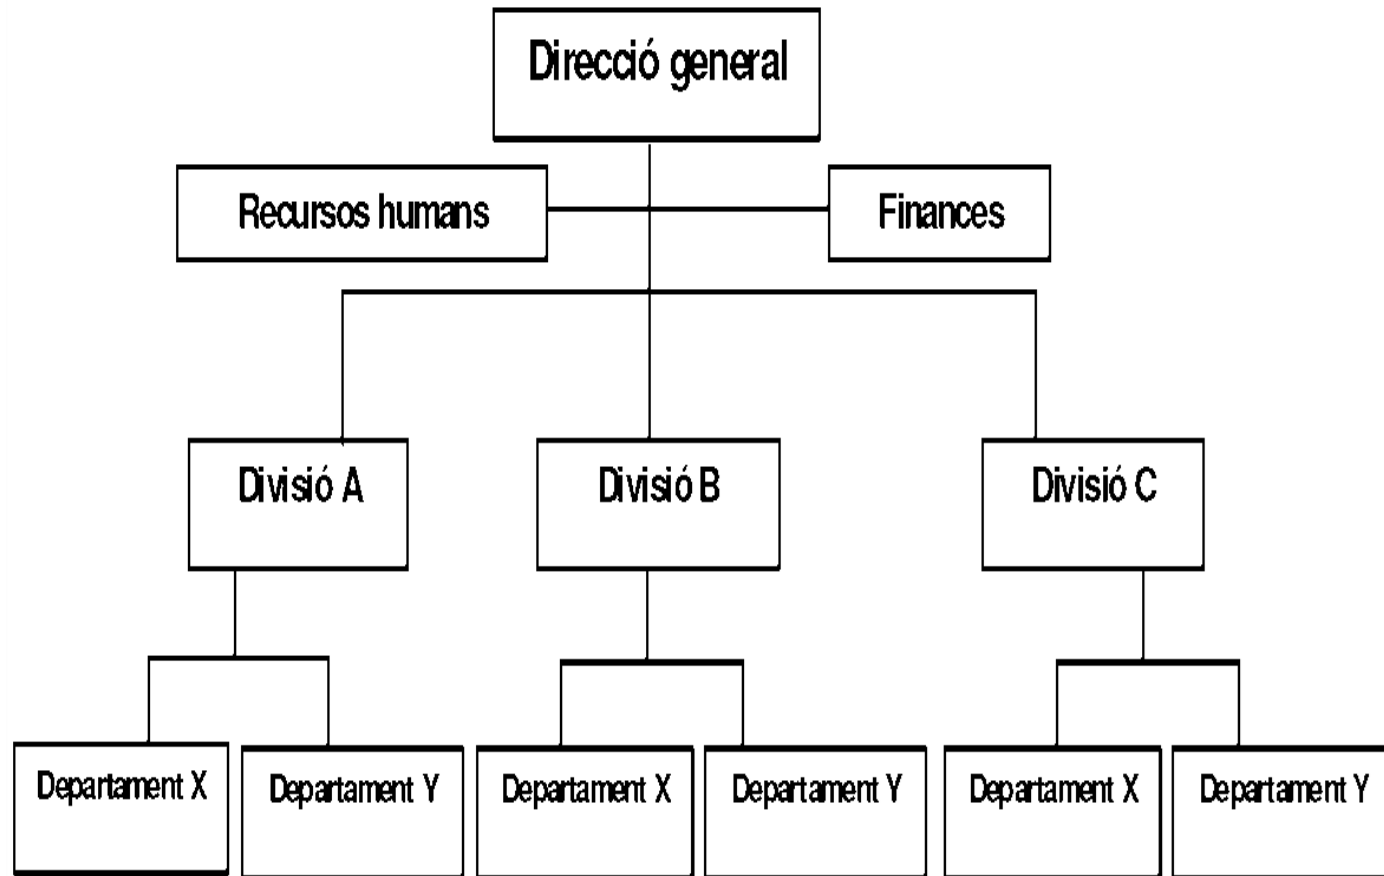 Direcció general
Recursos humans
Finances
Divisió A
Divisió B
Divisió C
Departament X
Departament Y
Departament X
Departament Y
Departament X
Departament Y